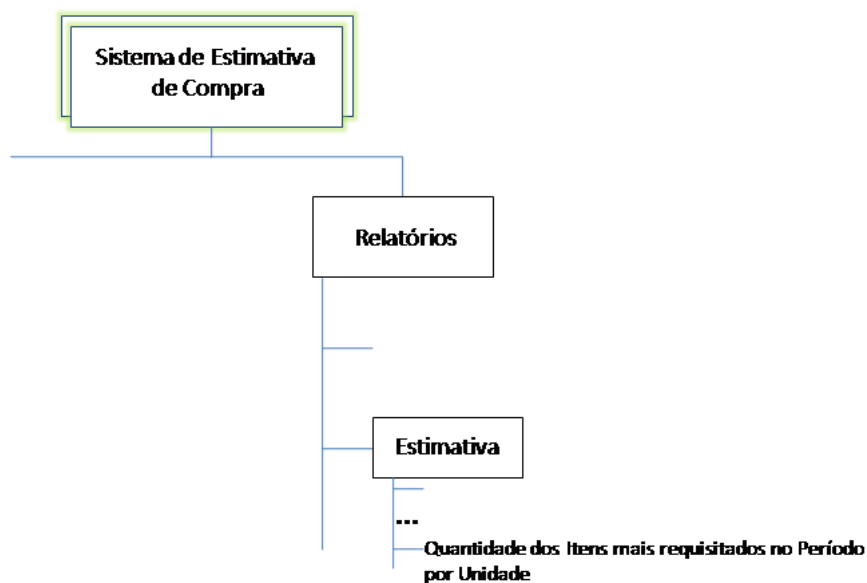 Sistema de Estimativa
de Compra
Relatórios
Estimativa
...
Quantidade dos Itens mais requisitados no Período
por Unidade